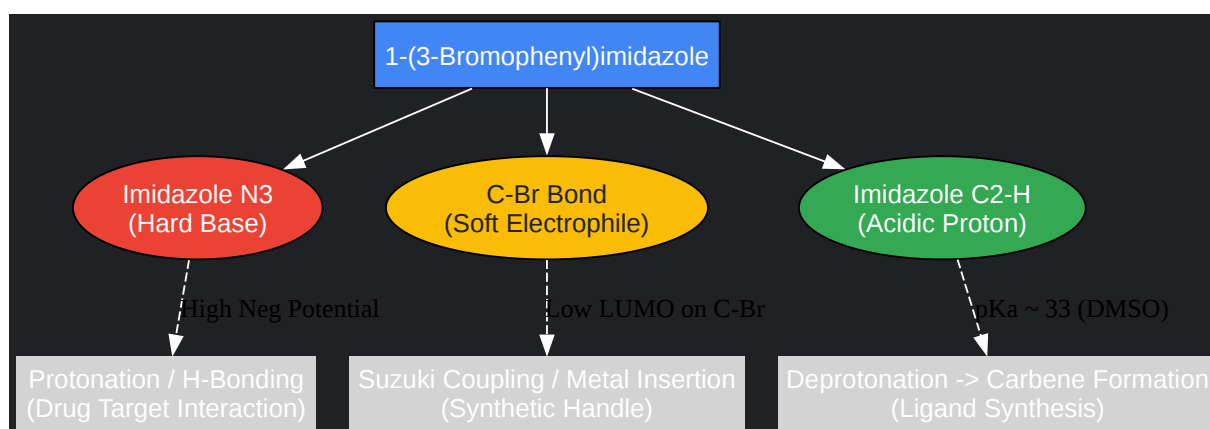 1-(3-Bromophenyl)imidazole
Imidazole N3
(Hard Base)
C-Br Bond
(Soft Electrophile)
Imidazole C2-H
(Acidic Proton)
High Neg Potential
Low LUMO on C-Br
pKa ~ 33 (DMSO)
Protonation / H-Bonding
(Drug Target Interaction)
Suzuki Coupling / Metal Insertion
(Synthetic Handle)
Deprotonation -> Carbene Formation
(Ligand Synthesis)